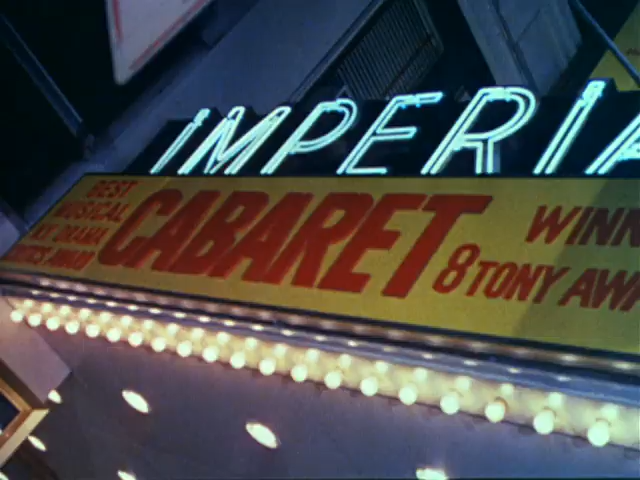 IMPERIA
BEST
MUSICAL
N.Y. DRAMA
CRITICS AWARD
CABARET
WINN
8 TONY AWA